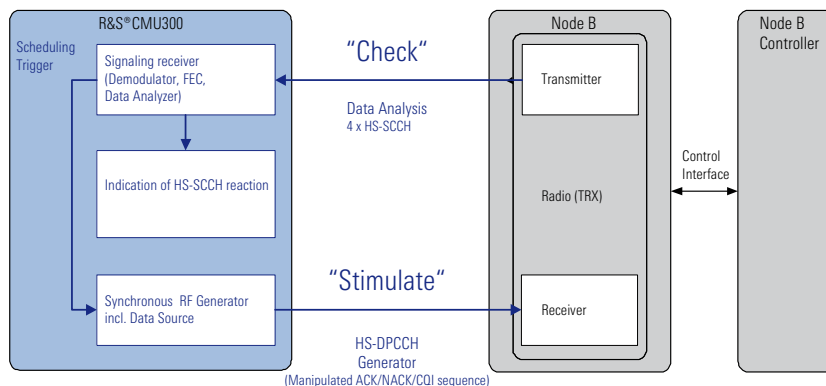 R&S® CMU300
Scheduling
Trigger
Signaling receiver
(Demodulator, FEC,
Data Analyzer)
Indication of HS-SCCH reaction
Synchronous RF Generator
incl. Data Source
“Check“
Data Analysis
4 x HS-SCCH
“Stimulate“
HS-DPCCH
Generator
(Manipulated ACK/NACK/CQI sequence)
Node B
Transmitter
Radio (TRX)
Receiver
Control
Interface
Node B
Controller